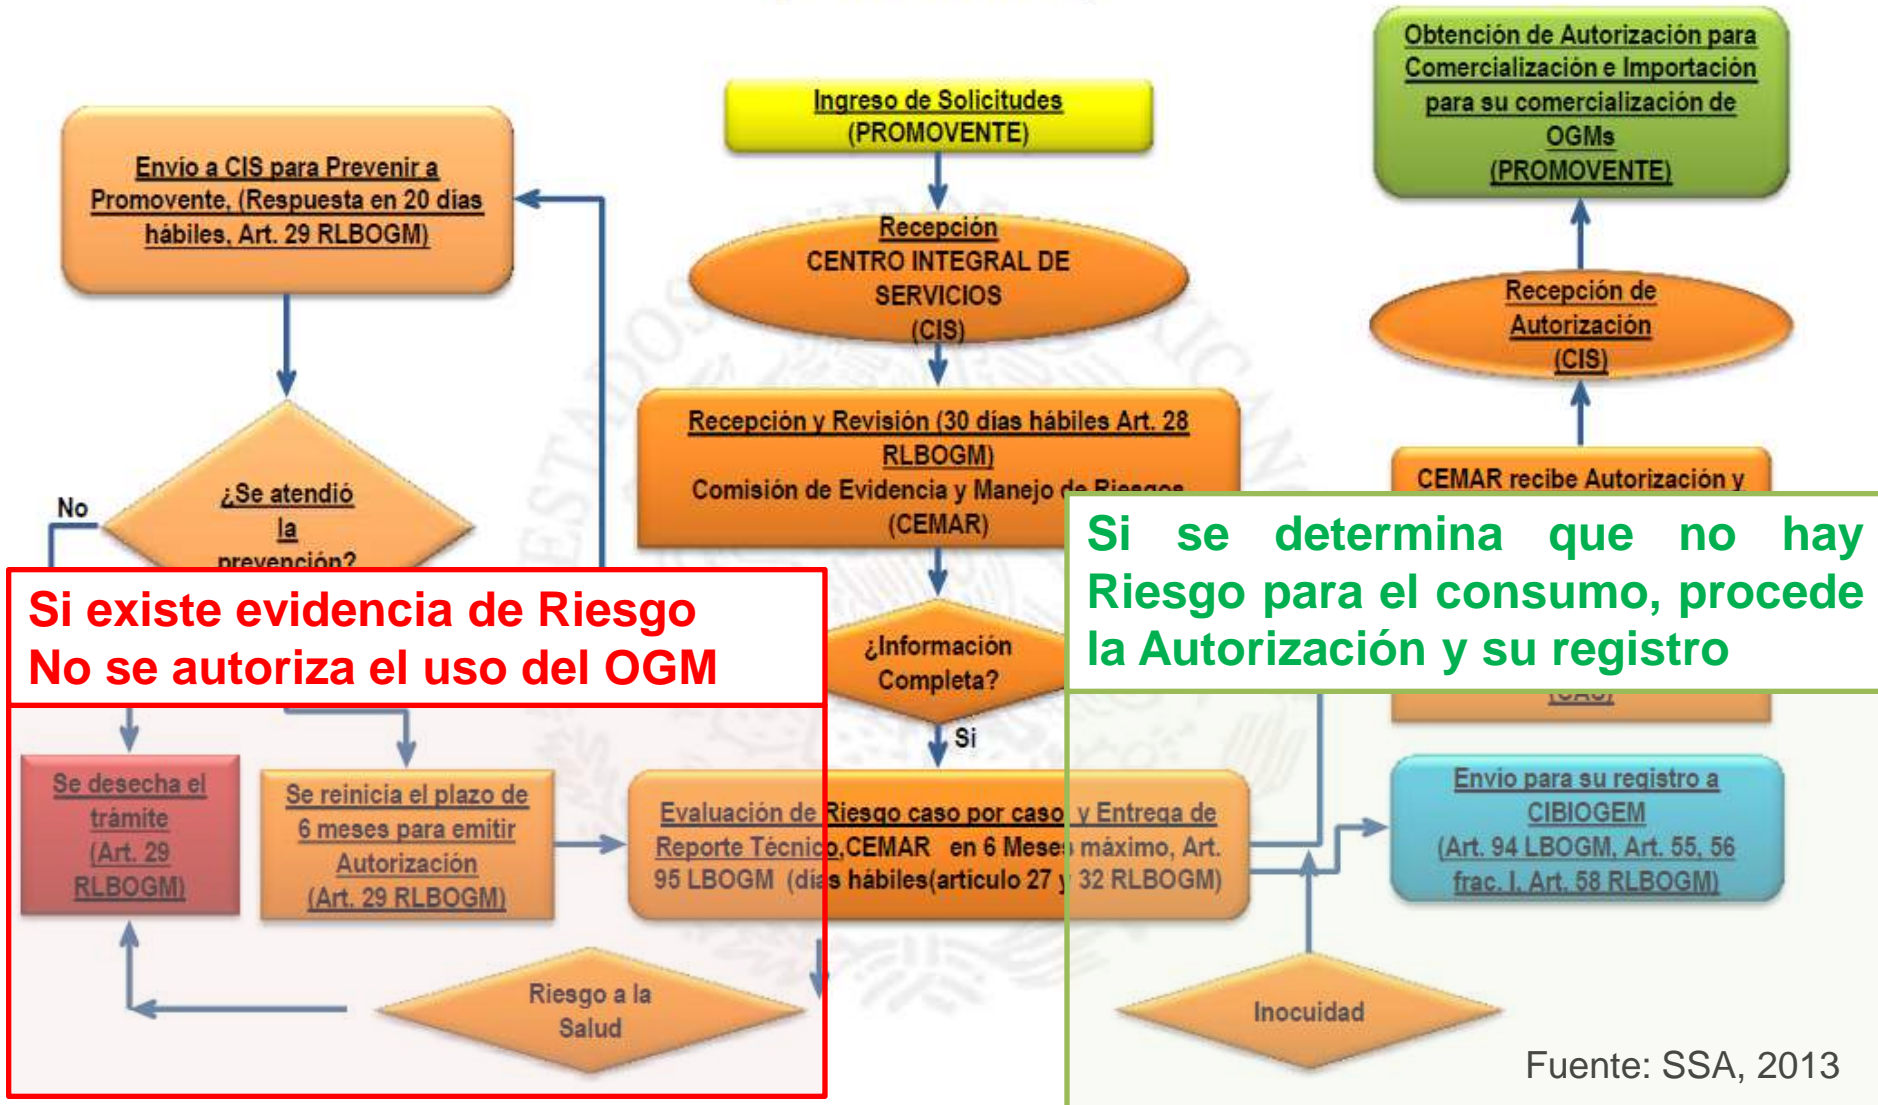 Ingreso de Solicitudes
(PROMOVENTE)
Recepción
CENTRO INTEGRAL DE
SERVICIOS
(CIS)
Recepción y Revisión (30 días hábiles Art. 28
RLBOGM)
Comisión de Evidencia y Manejo de Riesgos
(CEMAR)
¿Información
Completa?
Si
Envío a CIS para Prevenir a
Promovente, (Respuesta en 20 días
hábiles, Art. 29 RLBOGM)
¿Se atendió
la
prevención?
No
Si existe evidencia de Riesgo
No se autoriza el uso del OGM
Se desecha el
trámite
(Art. 29
RLBOGM)
Se reinicia el plazo de
6 meses para emitir
Autorización
(Art. 29 RLBOGM)
Evaluación de Riesgo caso por caso y Entrega de
Reporte Técnico,CEMAR en 6 Meses máximo, Art.
95 LBOGM (días hábiles(artículo 27 y 32 RLBOGM)
Riesgo a la
Salud
Obtención de Autorización para
Comercialización e Importación
para su comercialización de
OGMs
(PROMOVENTE)
Recepción de
Autorización
(CIS)
CEMAR recibe Autorización y
Si se determina que no hay
Riesgo para el consumo, procede
la Autorización y su registro
(CAS)
Envio para su registro a
CIBIOGEM
(Art. 94 LBOGM, Art. 55, 56
frac. I. Art. 58 RLBOGM)
Inocuidad
Fuente: SSA, 2013